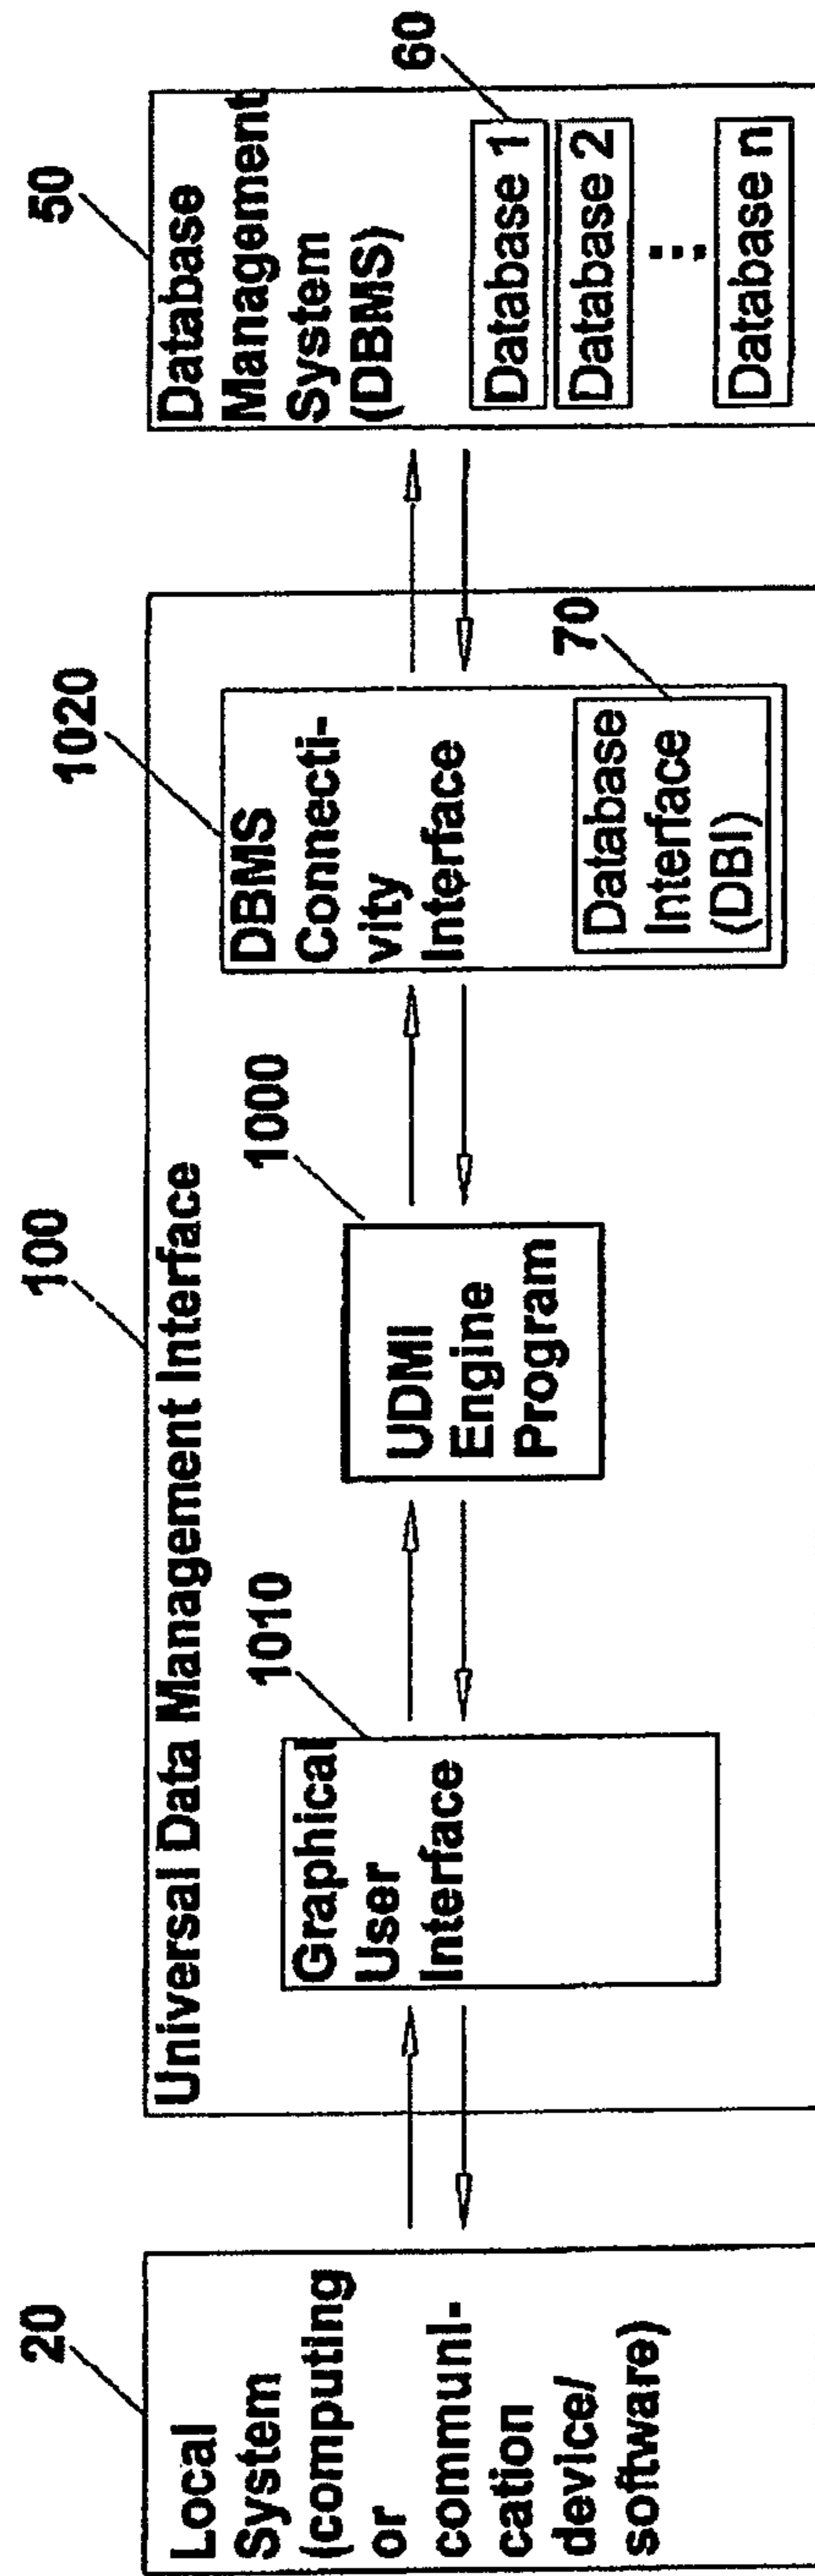 20
Local
System
(computing
or
communi-
cation
device/
software)
100
Universal Data Management Interface
1010
Graphical
User
Interface
1000
UDMI
Engine
Program
1020
DBMS
Connecti-
vity
Interface
70
Database
Interface
(DBI)
50
Database
Management
System
(DBMS)
60
Database 1
Database 2
...
Database n